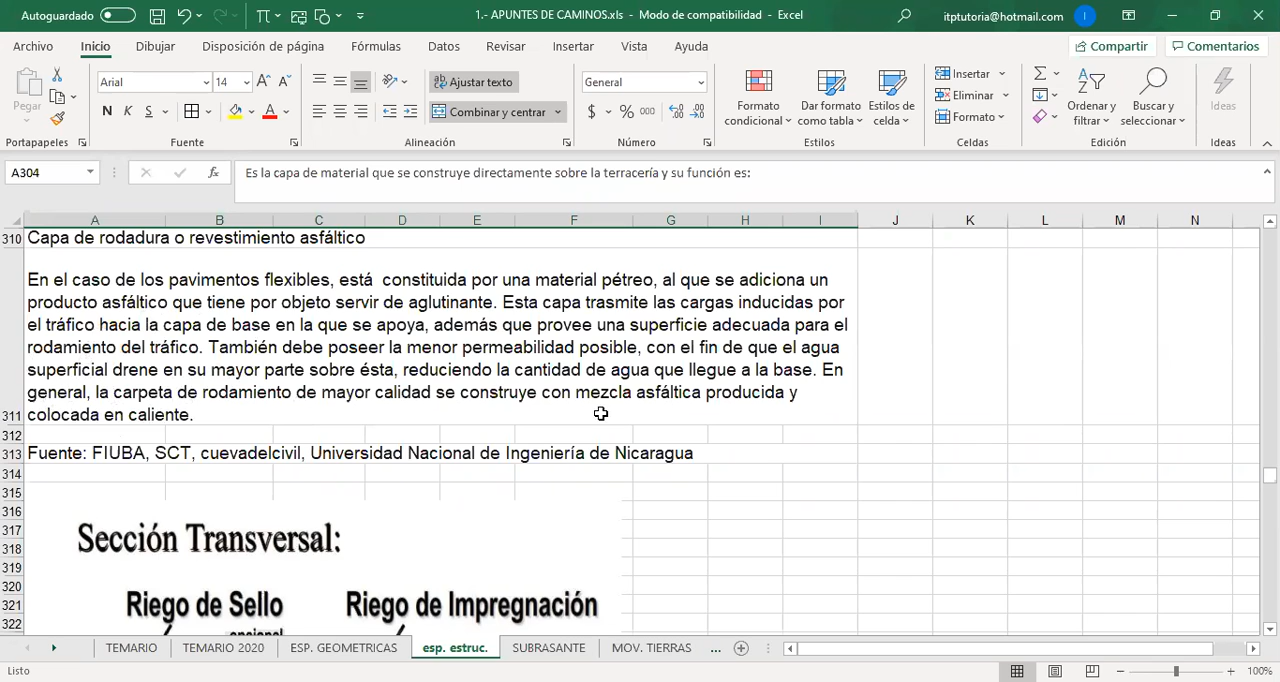 Autoguardado
1.- APUNTES DE CAMINOS.xls - Modo de compatibilidad - Excel
itptutoria@hotmail.com
I
Archivo Inicio Dibujar Disposición de página Fórmulas Datos Revisar Insertar Vista Ayuda
Compartir
Comentarios
Pegar
Arial 14
N K S
ab Ajustar texto
Combinar y centrar
General
$ % 000
Formato condicional
Dar formato como tabla
Estilos de celda
Insertar
Eliminar
Formato
Ordenar y filtrar
Buscar y seleccionar
Ideas
Portapapeles Fuente Alineación Número Estilos Celdas Edición Ideas
A304
fx
Es la capa de material que se construye directamente sobre la terracería y su función es:
A B C D E F G H I J K L M N
310 Capa de rodadura o revestimiento asfáltico
En el caso de los pavimentos flexibles, está constituida por una material pétreo, al que se adiciona un
producto asfáltico que tiene por objeto servir de aglutinante. Esta capa trasmite las cargas inducidas por
el tráfico hacia la capa de base en la que se apoya, además que provee una superficie adecuada para el
rodamiento del tráfico. También debe poseer la menor permeabilidad posible, con el fin de que el agua
superficial drene en su mayor parte sobre ésta, reduciendo la cantidad de agua que llegue a la base. En
general, la carpeta de rodamiento de mayor calidad se construye con mezcla asfáltica producida y
311 colocada en caliente.
312
313 Fuente: FIUBA, SCT, cuevadelcivil, Universidad Nacional de Ingeniería de Nicaragua
314
315
316
317 Sección Transversal:
318
319
320
321 Riego de Sello Riego de Impregnación
322 opcional
TEMARIO TEMARIO 2020 ESP. GEOMETRICAS esp. estruc. SUBRASANTE MOV. TIERRAS ...
Listo
100%